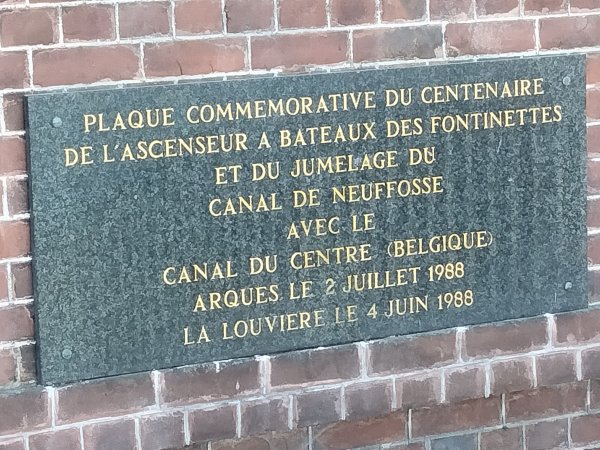 PLAQUE COMMEMORATIVE DU CENTENAIRE
DE L'ASCENSEUR A BATEAUX DES FONTINETTES
ET DU JUMELAGE DU
CANAL DE NEUFFOSSE
AVEC LE
CANAL DU CENTRE (BELGIQUE)
ARQUES LE 2 JUILLET 1988
LA LOUVIERE LE 4 JUIN 1988